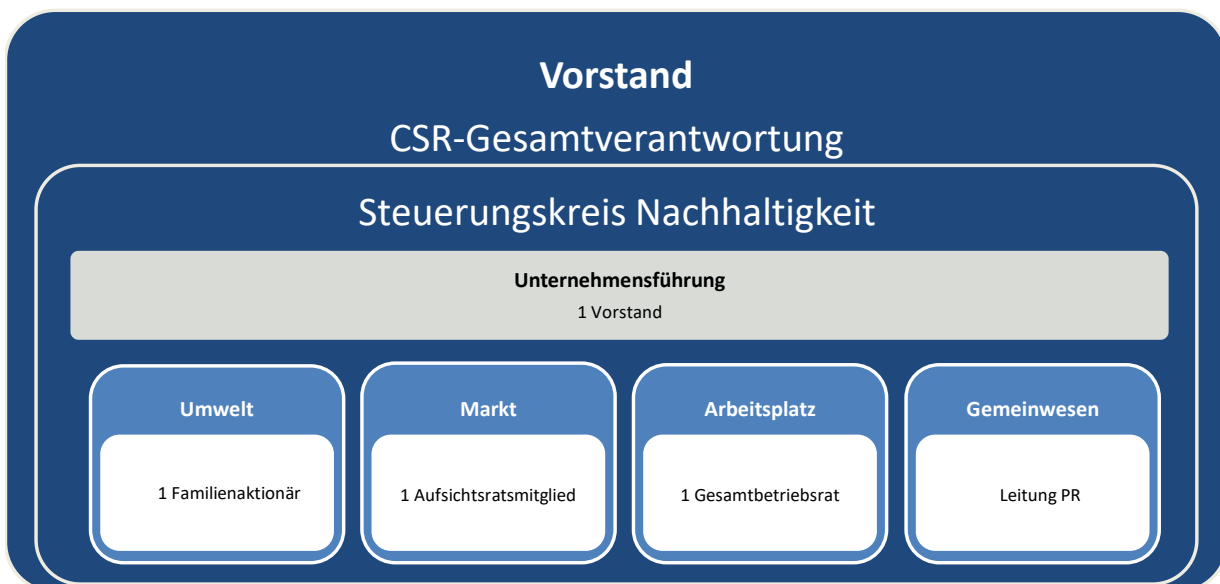 Vorstand
CSR-Gesamtverantwortung
Steuerungskreis Nachhaltigkeit
Unternehmensführung
1 Vorstand
Umwelt
1 Familienaktionär
Markt
1 Aufsichtsratsmitglied
Arbeitsplatz
1 Gesamtbetriebsrat
Gemeinwesen
Leitung PR